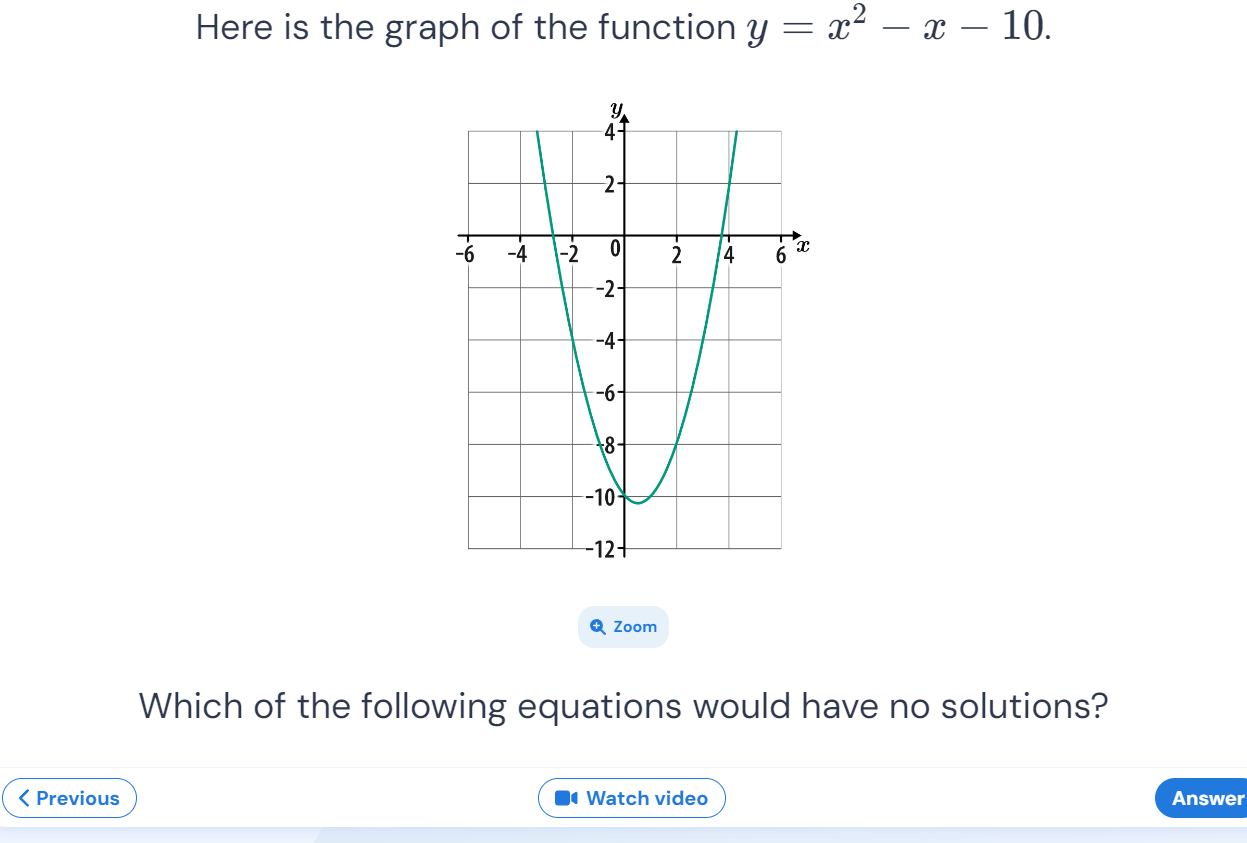 Here is the graph of the function y = x² − x − 10.
y
4
2
-6 -4 -2 0 2 4 6 x
-2
-4
-6
-8
-10
-12
Zoom
Which of the following equations would have no solutions?
Previous Watch video Answer